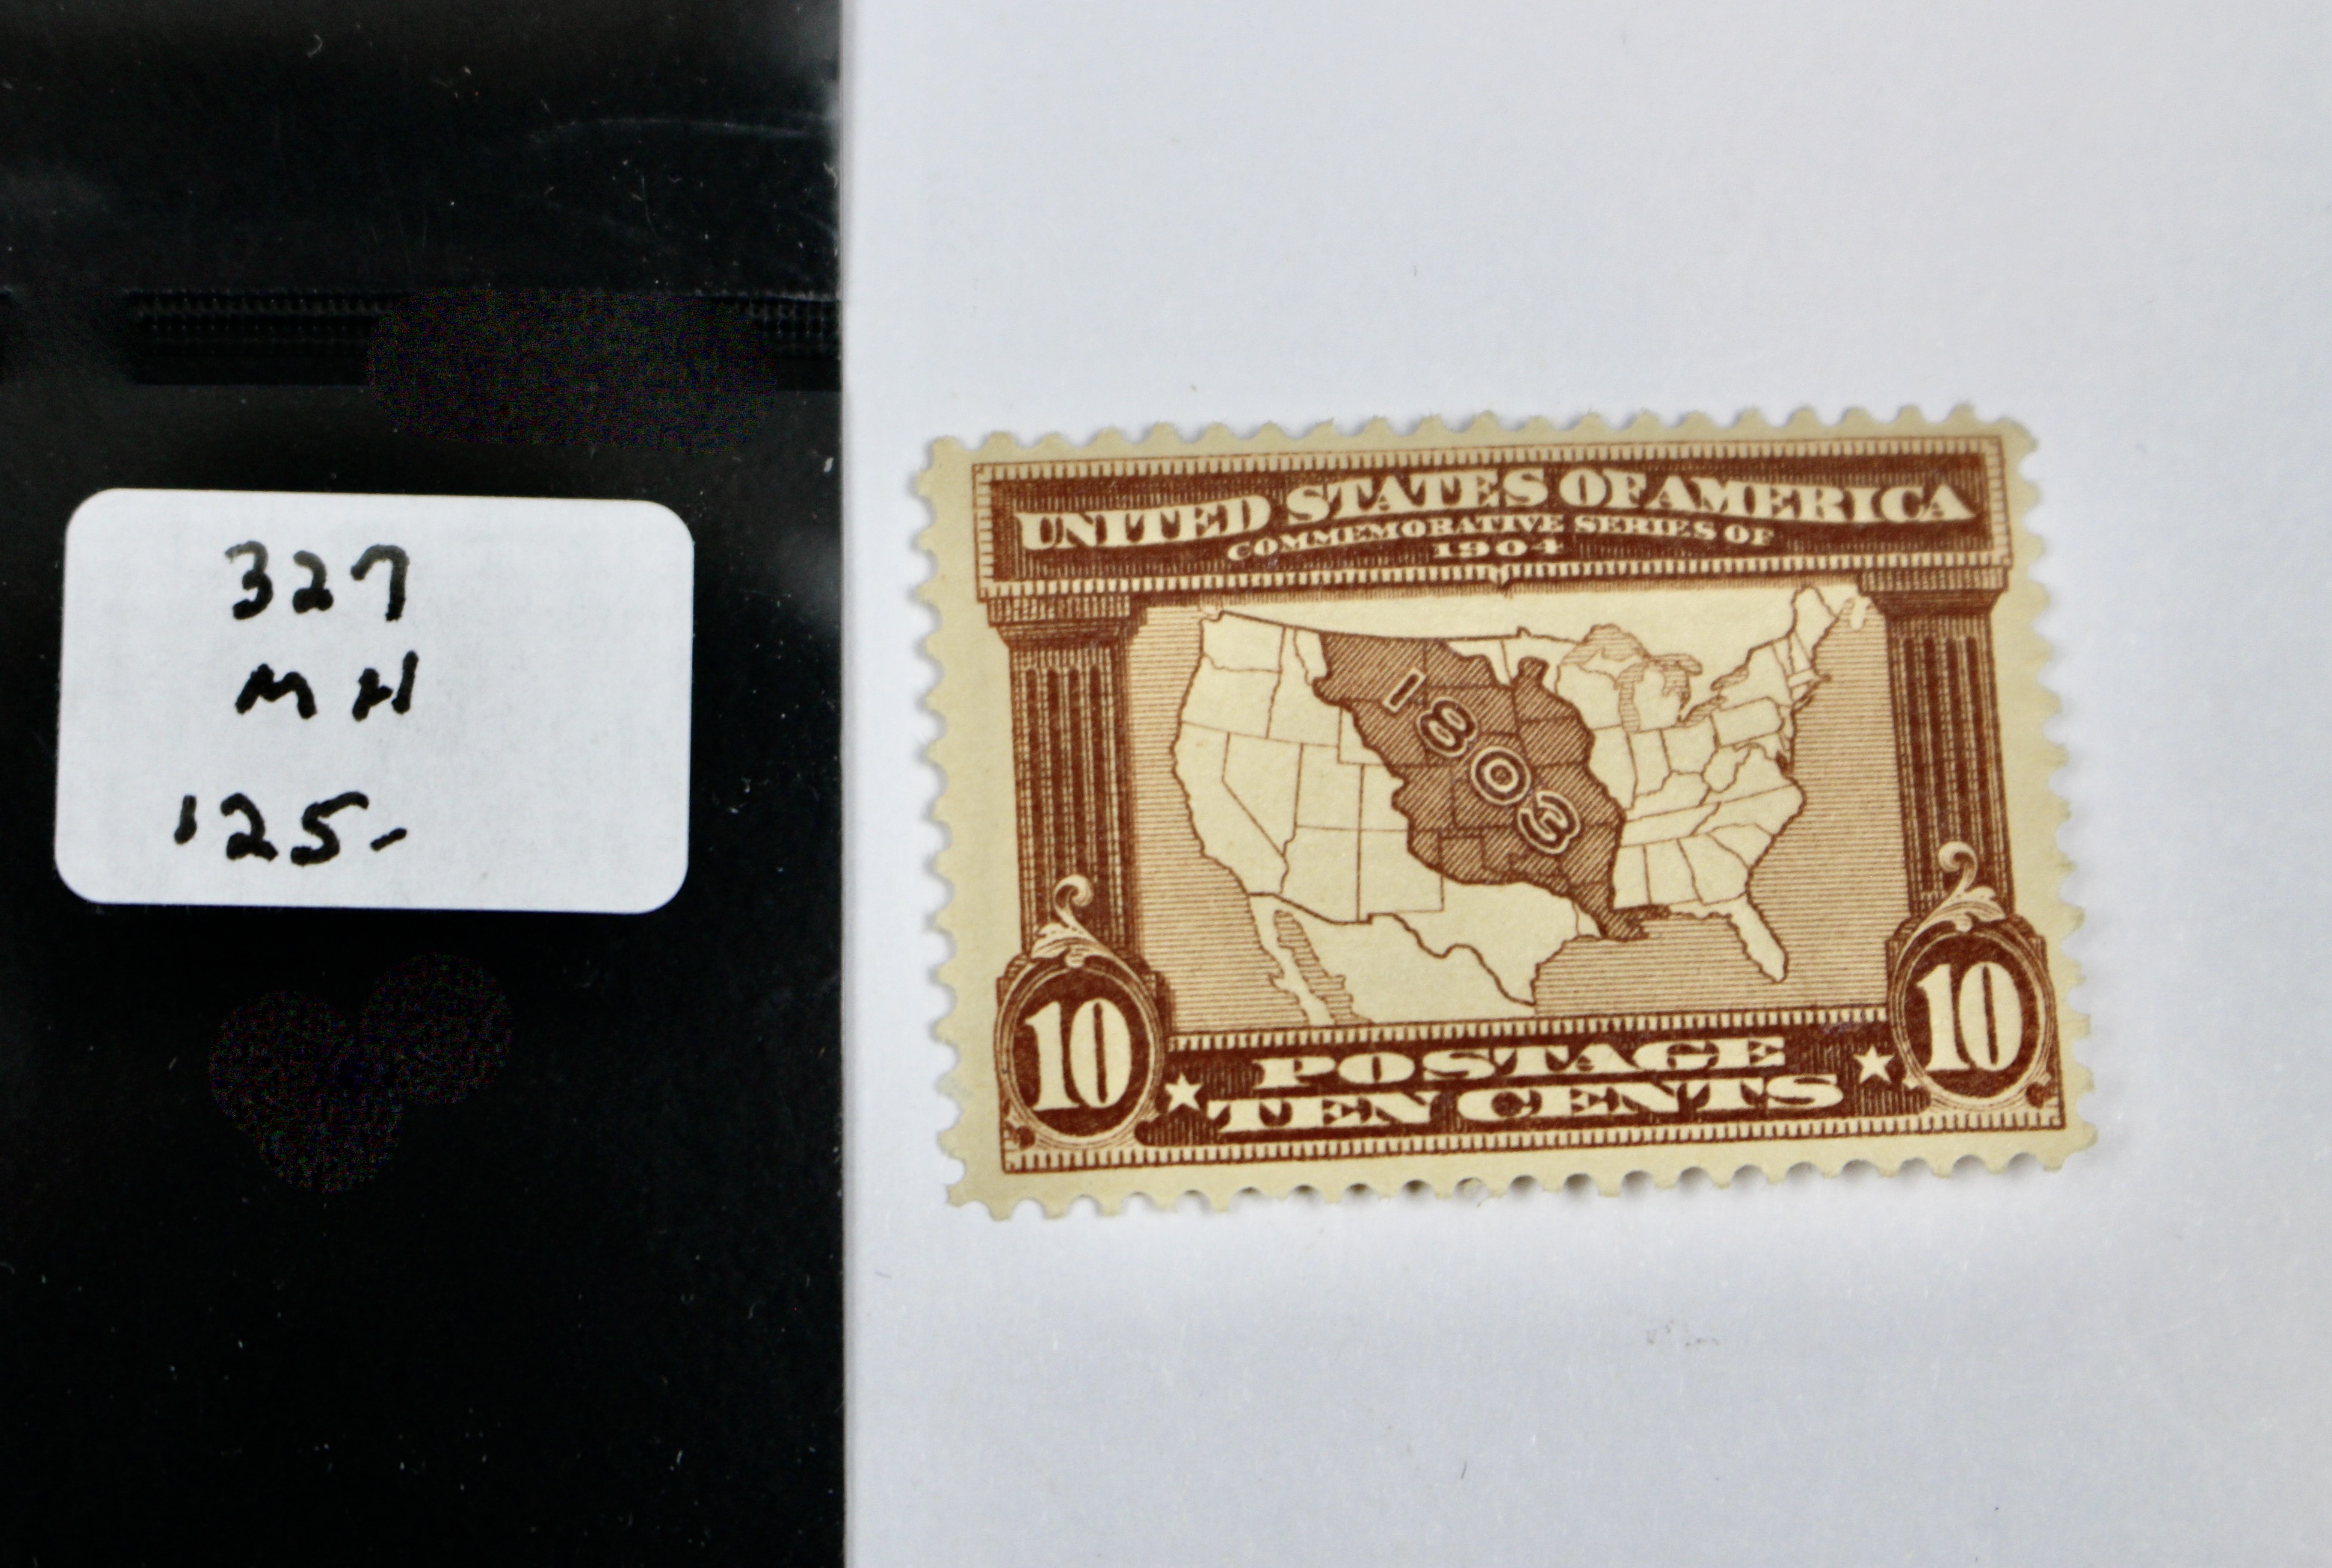 327
MH
125-
UNITED STATES OF AMERICA
COMMEMORATIVE SERIES OF
1904
1803
10
10
POSTAGE
TEN CENTS